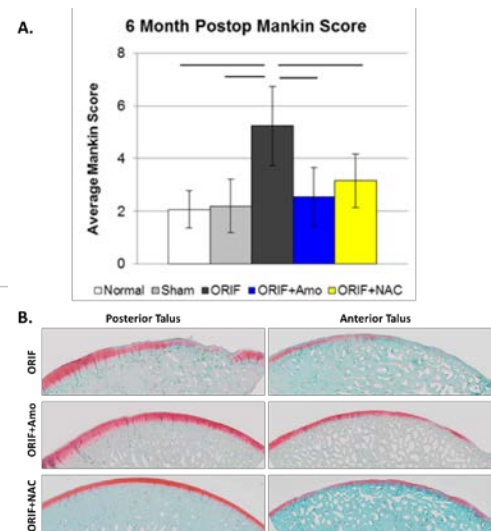 A.
6 Month Postop Mankin Score
8
6
4
2
0
Average Mankin Score
Normal Sham ORIF ORIF+Amo ORIF+NAC
B.
Posterior Talus Anterior Talus
ORIF
ORIF+Amo
ORIF+NAC